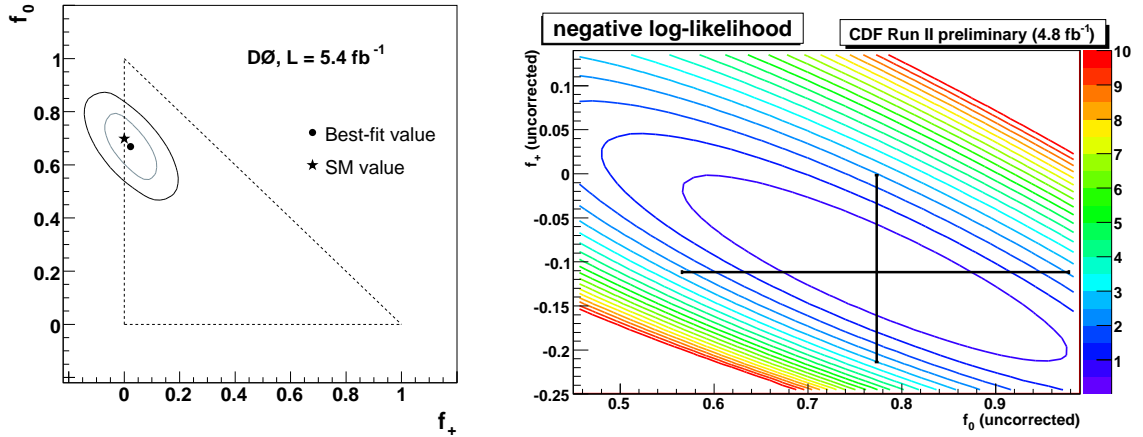 f0
1
0.8
0.6
0.4
0.2
0
0 0.2 0.4 0.6 0.8 1
f+
DØ, L = 5.4 fb-1
Best-fit value
SM value
negative log-likelihood
CDF Run II preliminary (4.8 fb-1)
f+ (uncorrected)
0.1
0.05
0
-0.05
-0.1
-0.15
-0.2
-0.25
0.5 0.6 0.7 0.8 0.9
f0 (uncorrected)
10
9
8
7
6
5
4
3
2
1